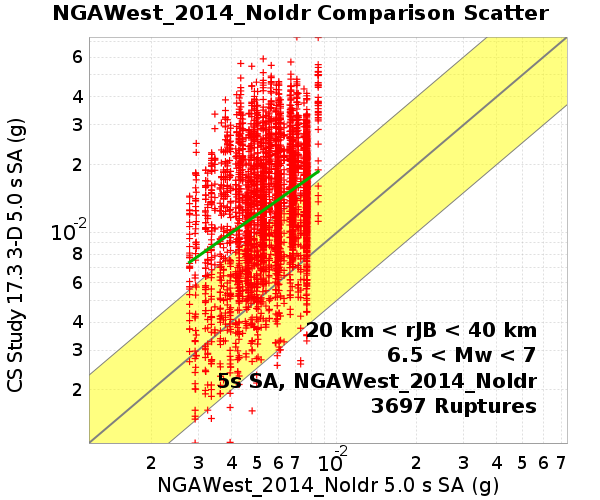 NGAWest_2014_NoIdr Comparison Scatter
CS Study 17.3 3-D 5.0 s SA (g)
6
4
3
2
10-2
8
6
4
3
2
20 km < rJB < 40 km
6.5 < Mw < 7
5s SA, NGAWest_2014_NoIdr
3697 Ruptures
2 3 4 5 6 7 10-2 2 3 4 5 6 7
NGAWest_2014_NoIdr 5.0 s SA (g)